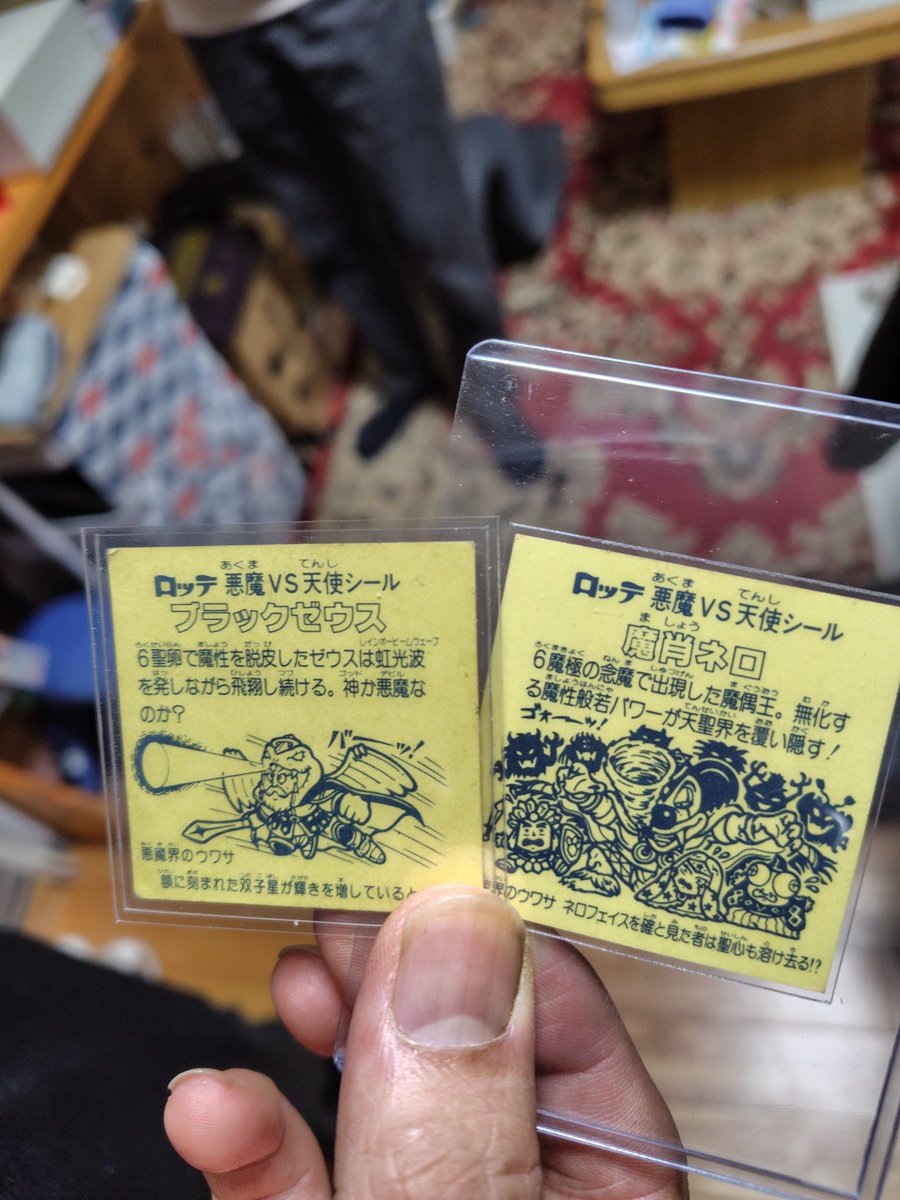 ロッテ 悪魔VS天使シール
ブラックゼウス
6聖卵で魔性を脱皮したゼウスは虹光波
を発しながら飛翔し続ける。神か悪魔な
のか?
悪魔界のウワサ
額に刻まれた双子星が輝きを増していると
ロッテ 悪魔VS天使シール
魔肖ネロ
6魔極の念魔で出現した魔偶王。無化す
る魔性般若パワーが天聖界を覆い隠す!
ゴォーーッ!
界のウワサ ネロフェイスを確と見た者は聖心も溶け去る!?